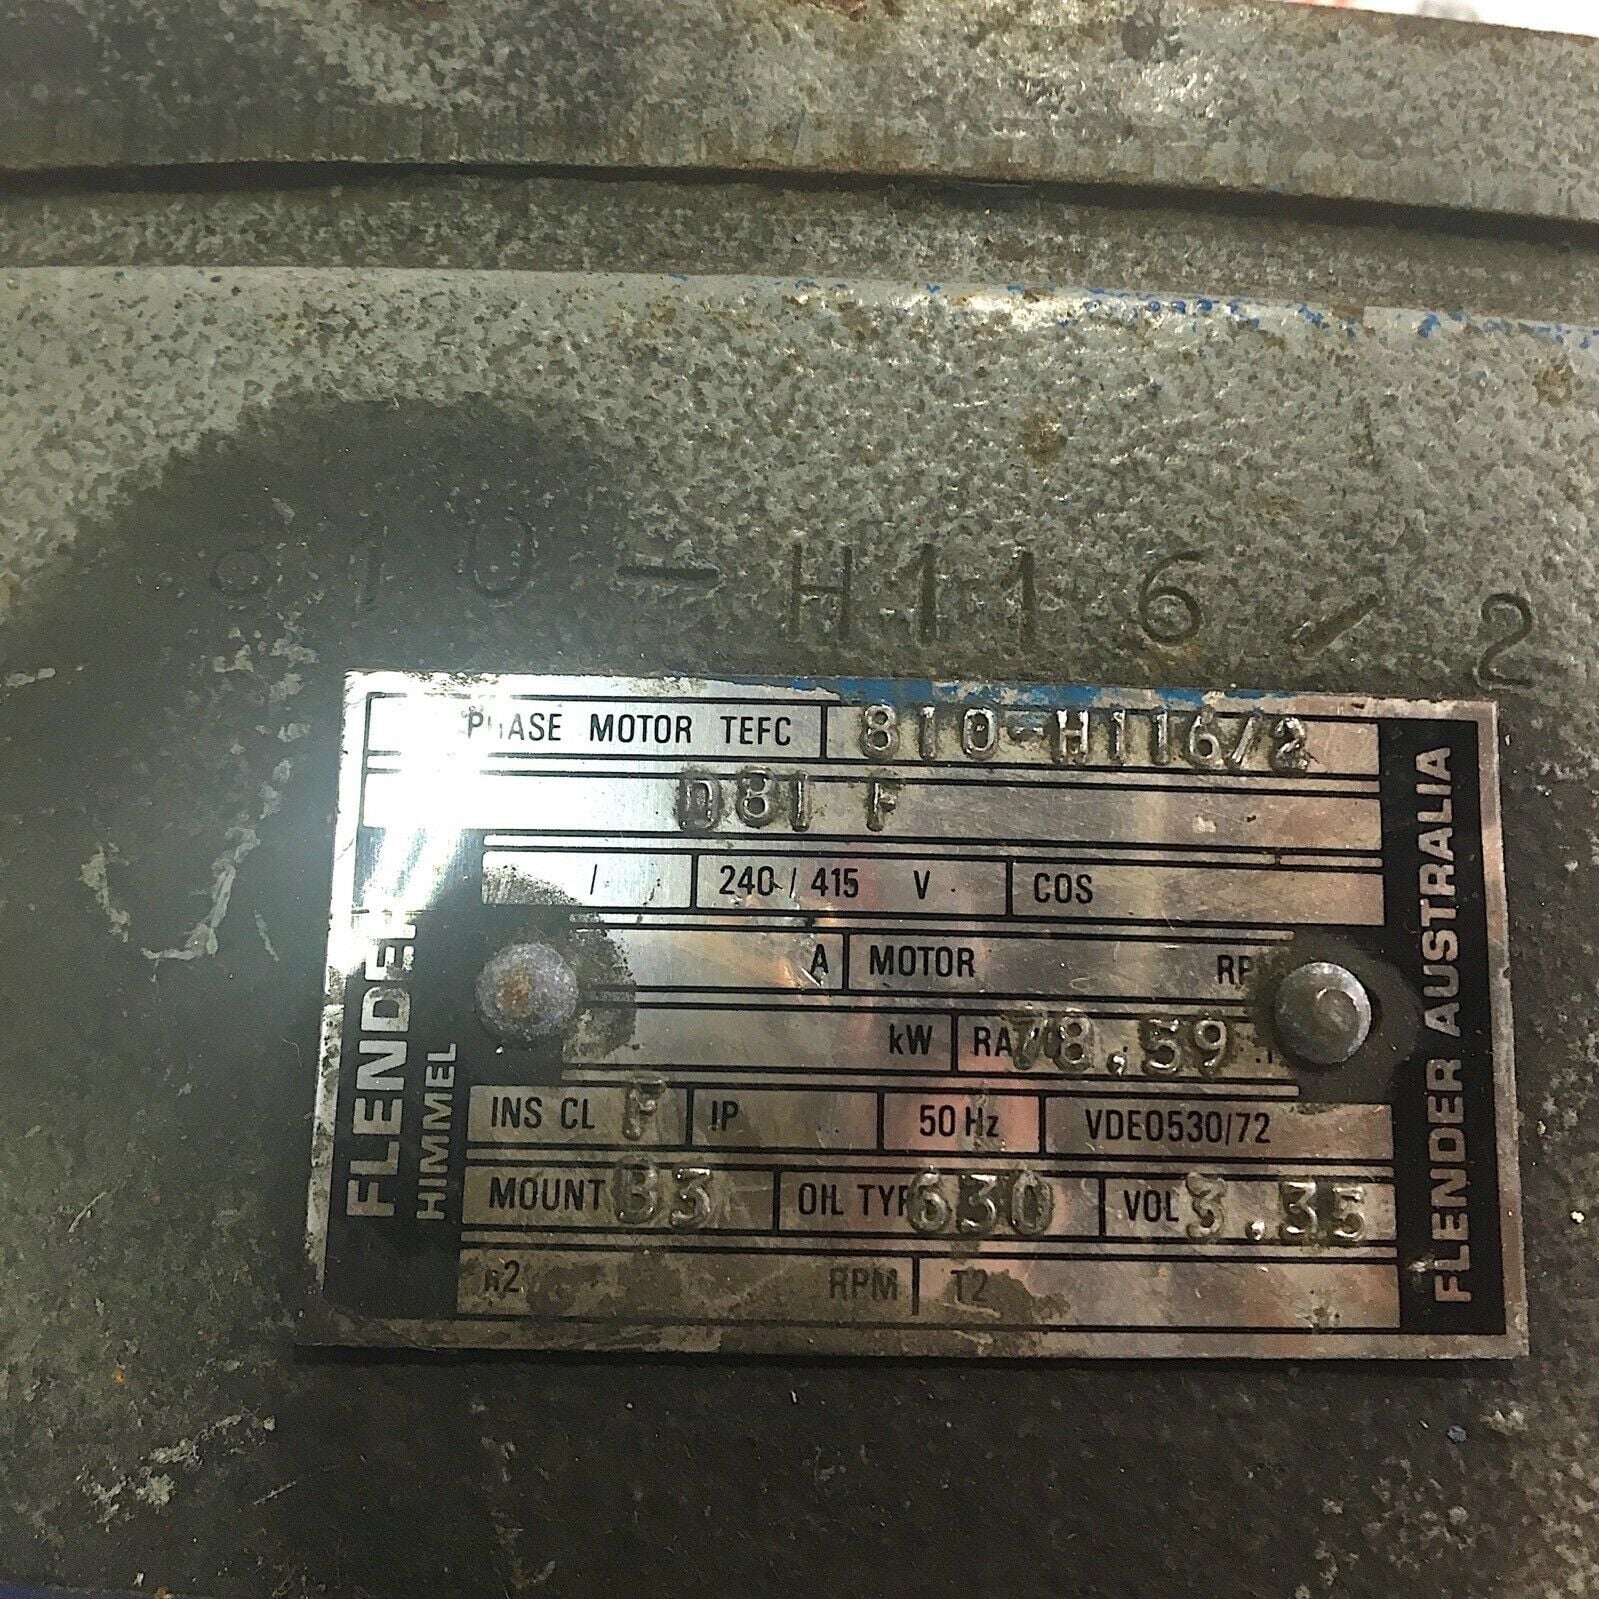 810-H116/2
PHASE MOTOR TEFC 810-H116/2
D81 F
/ 240/415 V COS
A MOTOR
kW 78.59
INS CL F IP 50 Hz VDE0530/72
MOUNT B3 OIL TYPE 630 VOL 3.35
n2 RPM T2
FLENDER
HIMMEL
FLENDER AUSTRALIA